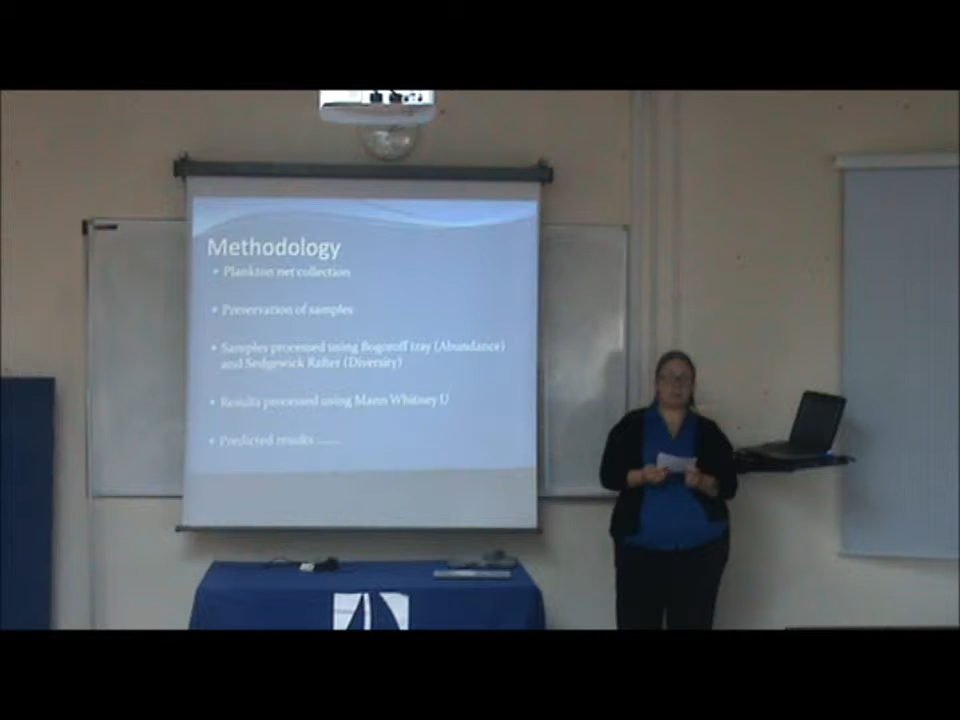 Methodology
• Plankton net collection
• Preservation of samples
• Samples processed using Bogoroff tray (Abundance)
and Sedgewick Rafter (Diversity)
• Results processed using Mann Whitney U
• Predicted results ........